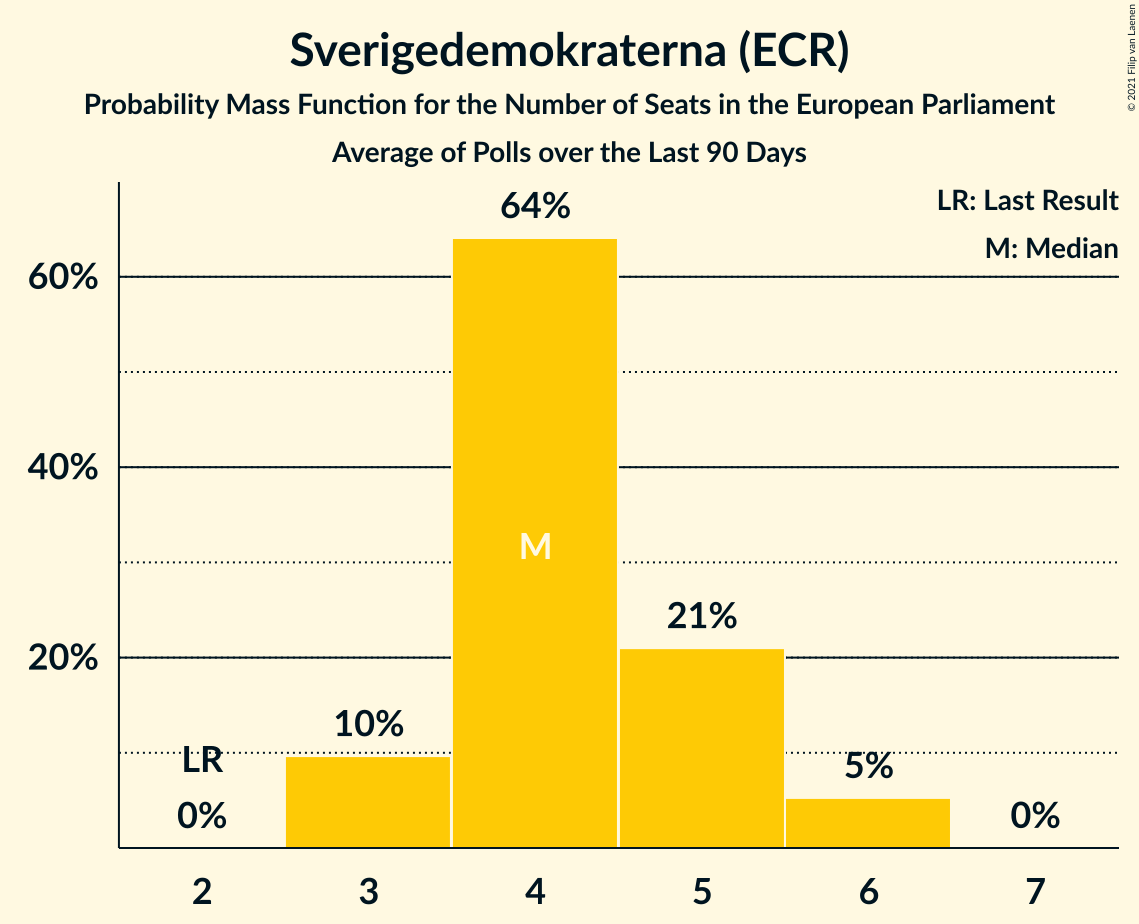 Sverigedemokraterna (ECR)
Probability Mass Function for the Number of Seats in the European Parliament
Average of Polls over the Last 90 Days
© 2021 Filip van Laenen
LR: Last Result
M: Median
64%
60%
40%
M
21%
20%
10%
LR
5%
0%
0%
2 3 4 5 6 7